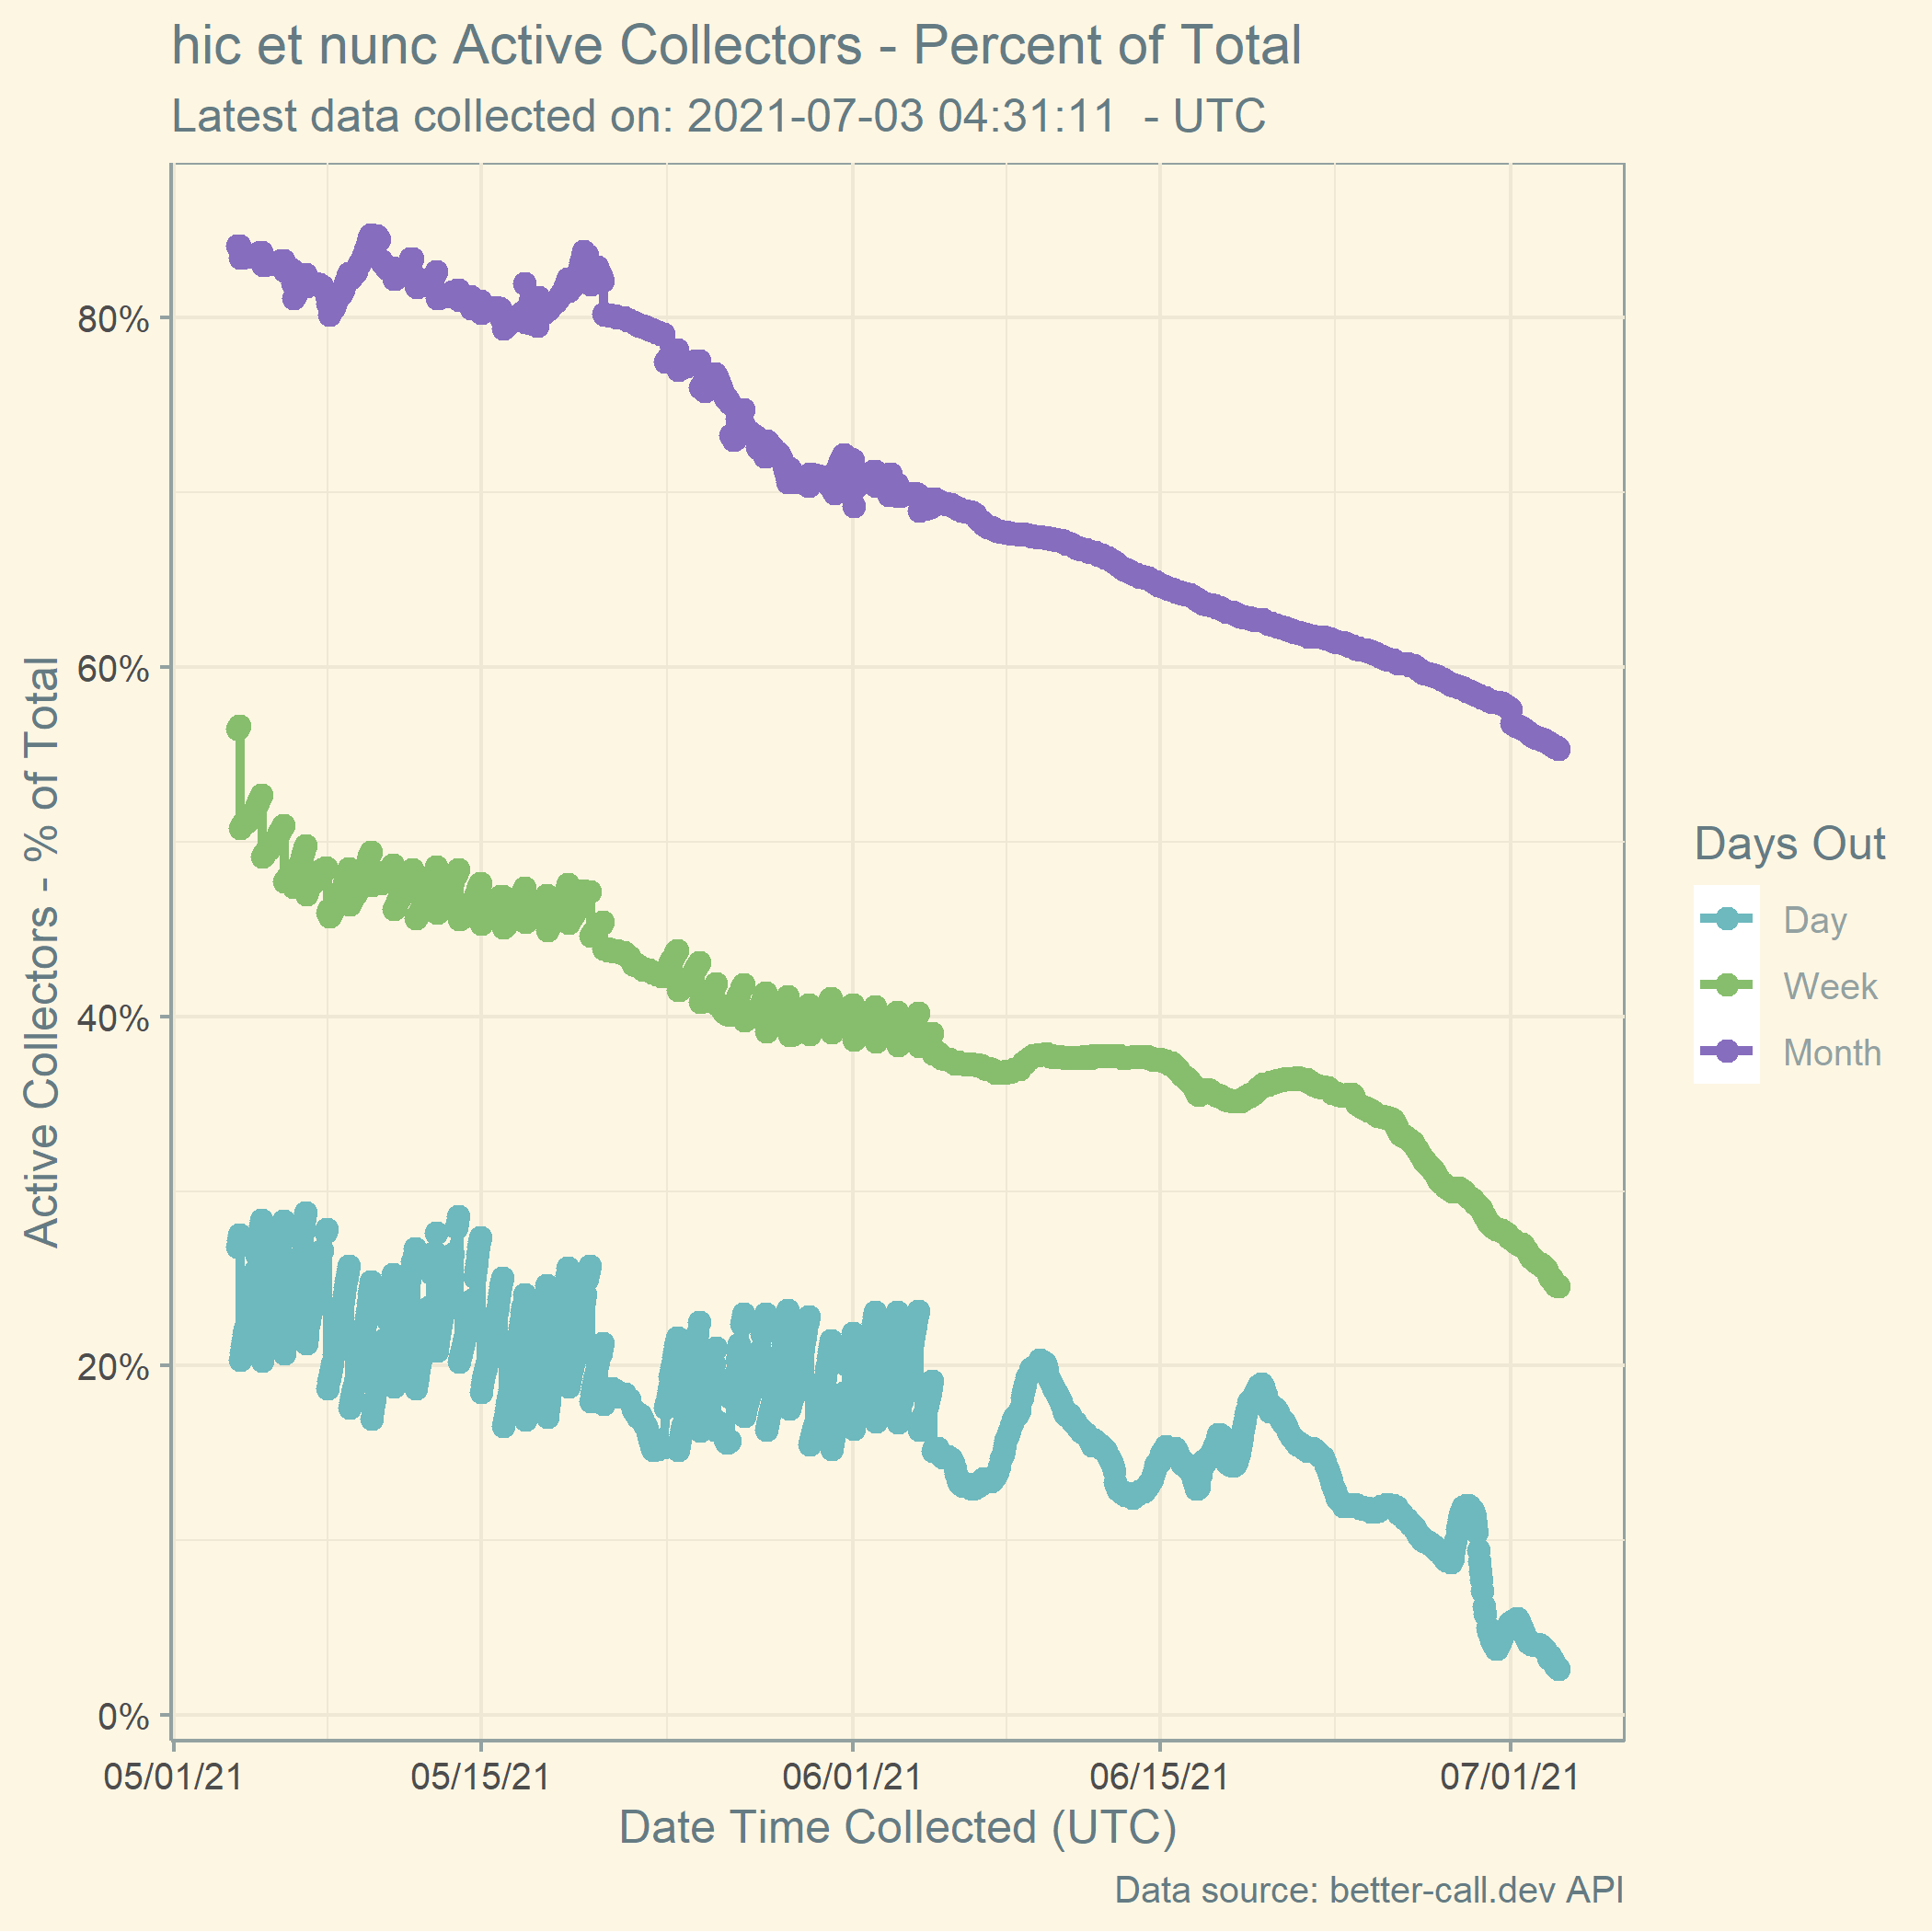 hic et nunc Active Collectors - Percent of Total
Latest data collected on: 2021-07-03 04:31:11  - UTC
Active Collectors - % of Total
80%
60%
40%
20%
0%
05/01/21
05/15/21
06/01/21
06/15/21
07/01/21
Date Time Collected (UTC)
Days Out
Day
Week
Month
Data source: better-call.dev API